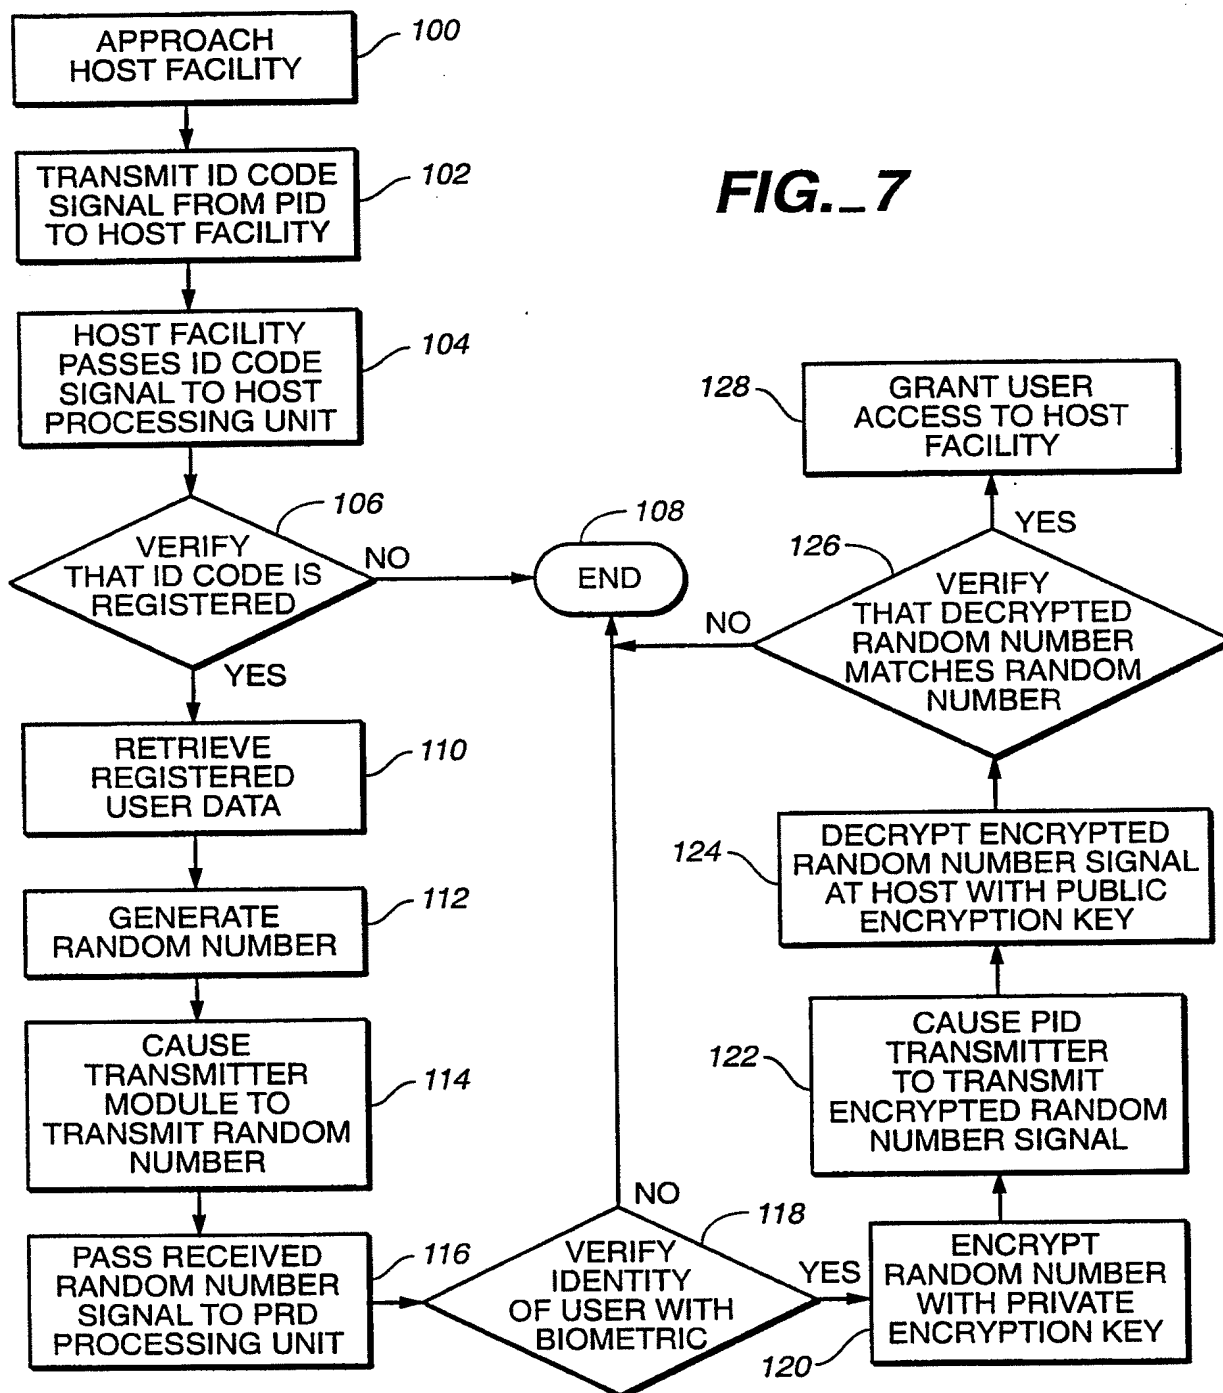 APPROACH
HOST FACILITY
100
TRANSMIT ID CODE
SIGNAL FROM PID
TO HOST FACILITY
102
FIG._7
HOST FACILITY
PASSES ID CODE
SIGNAL TO HOST
PROCESSING UNIT
104
VERIFY
THAT ID CODE IS
REGISTERED
106
NO
YES
108
END
RETRIEVE
REGISTERED
USER DATA
110
GENERATE
RANDOM NUMBER
112
CAUSE
TRANSMITTER
MODULE TO
TRANSMIT RANDOM
NUMBER
114
PASS RECEIVED
RANDOM NUMBER
SIGNAL TO PRD
PROCESSING UNIT
116
VERIFY
IDENTITY
OF USER WITH
BIOMETRIC
118
NO
YES
ENCRYPT
RANDOM NUMBER
WITH PRIVATE
ENCRYPTION KEY
120
CAUSE PID
TRANSMITTER
TO TRANSMIT
ENCRYPTED RANDOM
NUMBER SIGNAL
122
DECRYPT ENCRYPTED
RANDOM NUMBER SIGNAL
AT HOST WITH PUBLIC
ENCRYPTION KEY
124
VERIFY
THAT DECRYPTED
RANDOM NUMBER
MATCHES RANDOM
NUMBER
126
NO
YES
GRANT USER
ACCESS TO HOST
FACILITY
128